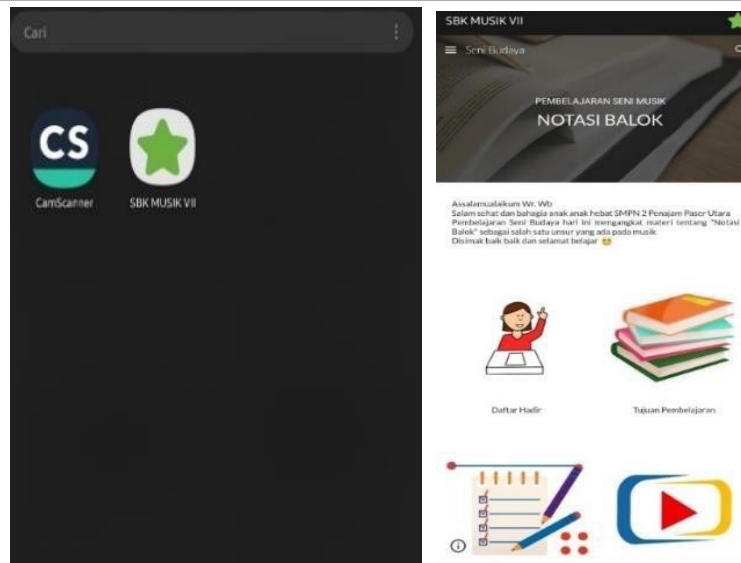 Cari
CS
CamScanner
SBK MUSIK VII
SBK MUSIK VII
Seni Budaya
PEMBELAJARAN SENI MUSIK
NOTASI BALOK
Assalamualaikum Wr. Wb
Salam sehat dan bahagia anak anak hebat SMPN 2 Penajam Paser Utara
Pembelajaran Seni Budaya hari ini mengangkat materi tentang "Notasi
Balok" sebagai salah satu unsur yang ada pada musik
Disimak baik baik dan selamat belajar 😊
Daftar Hadir
Tujuan Pembelajaran